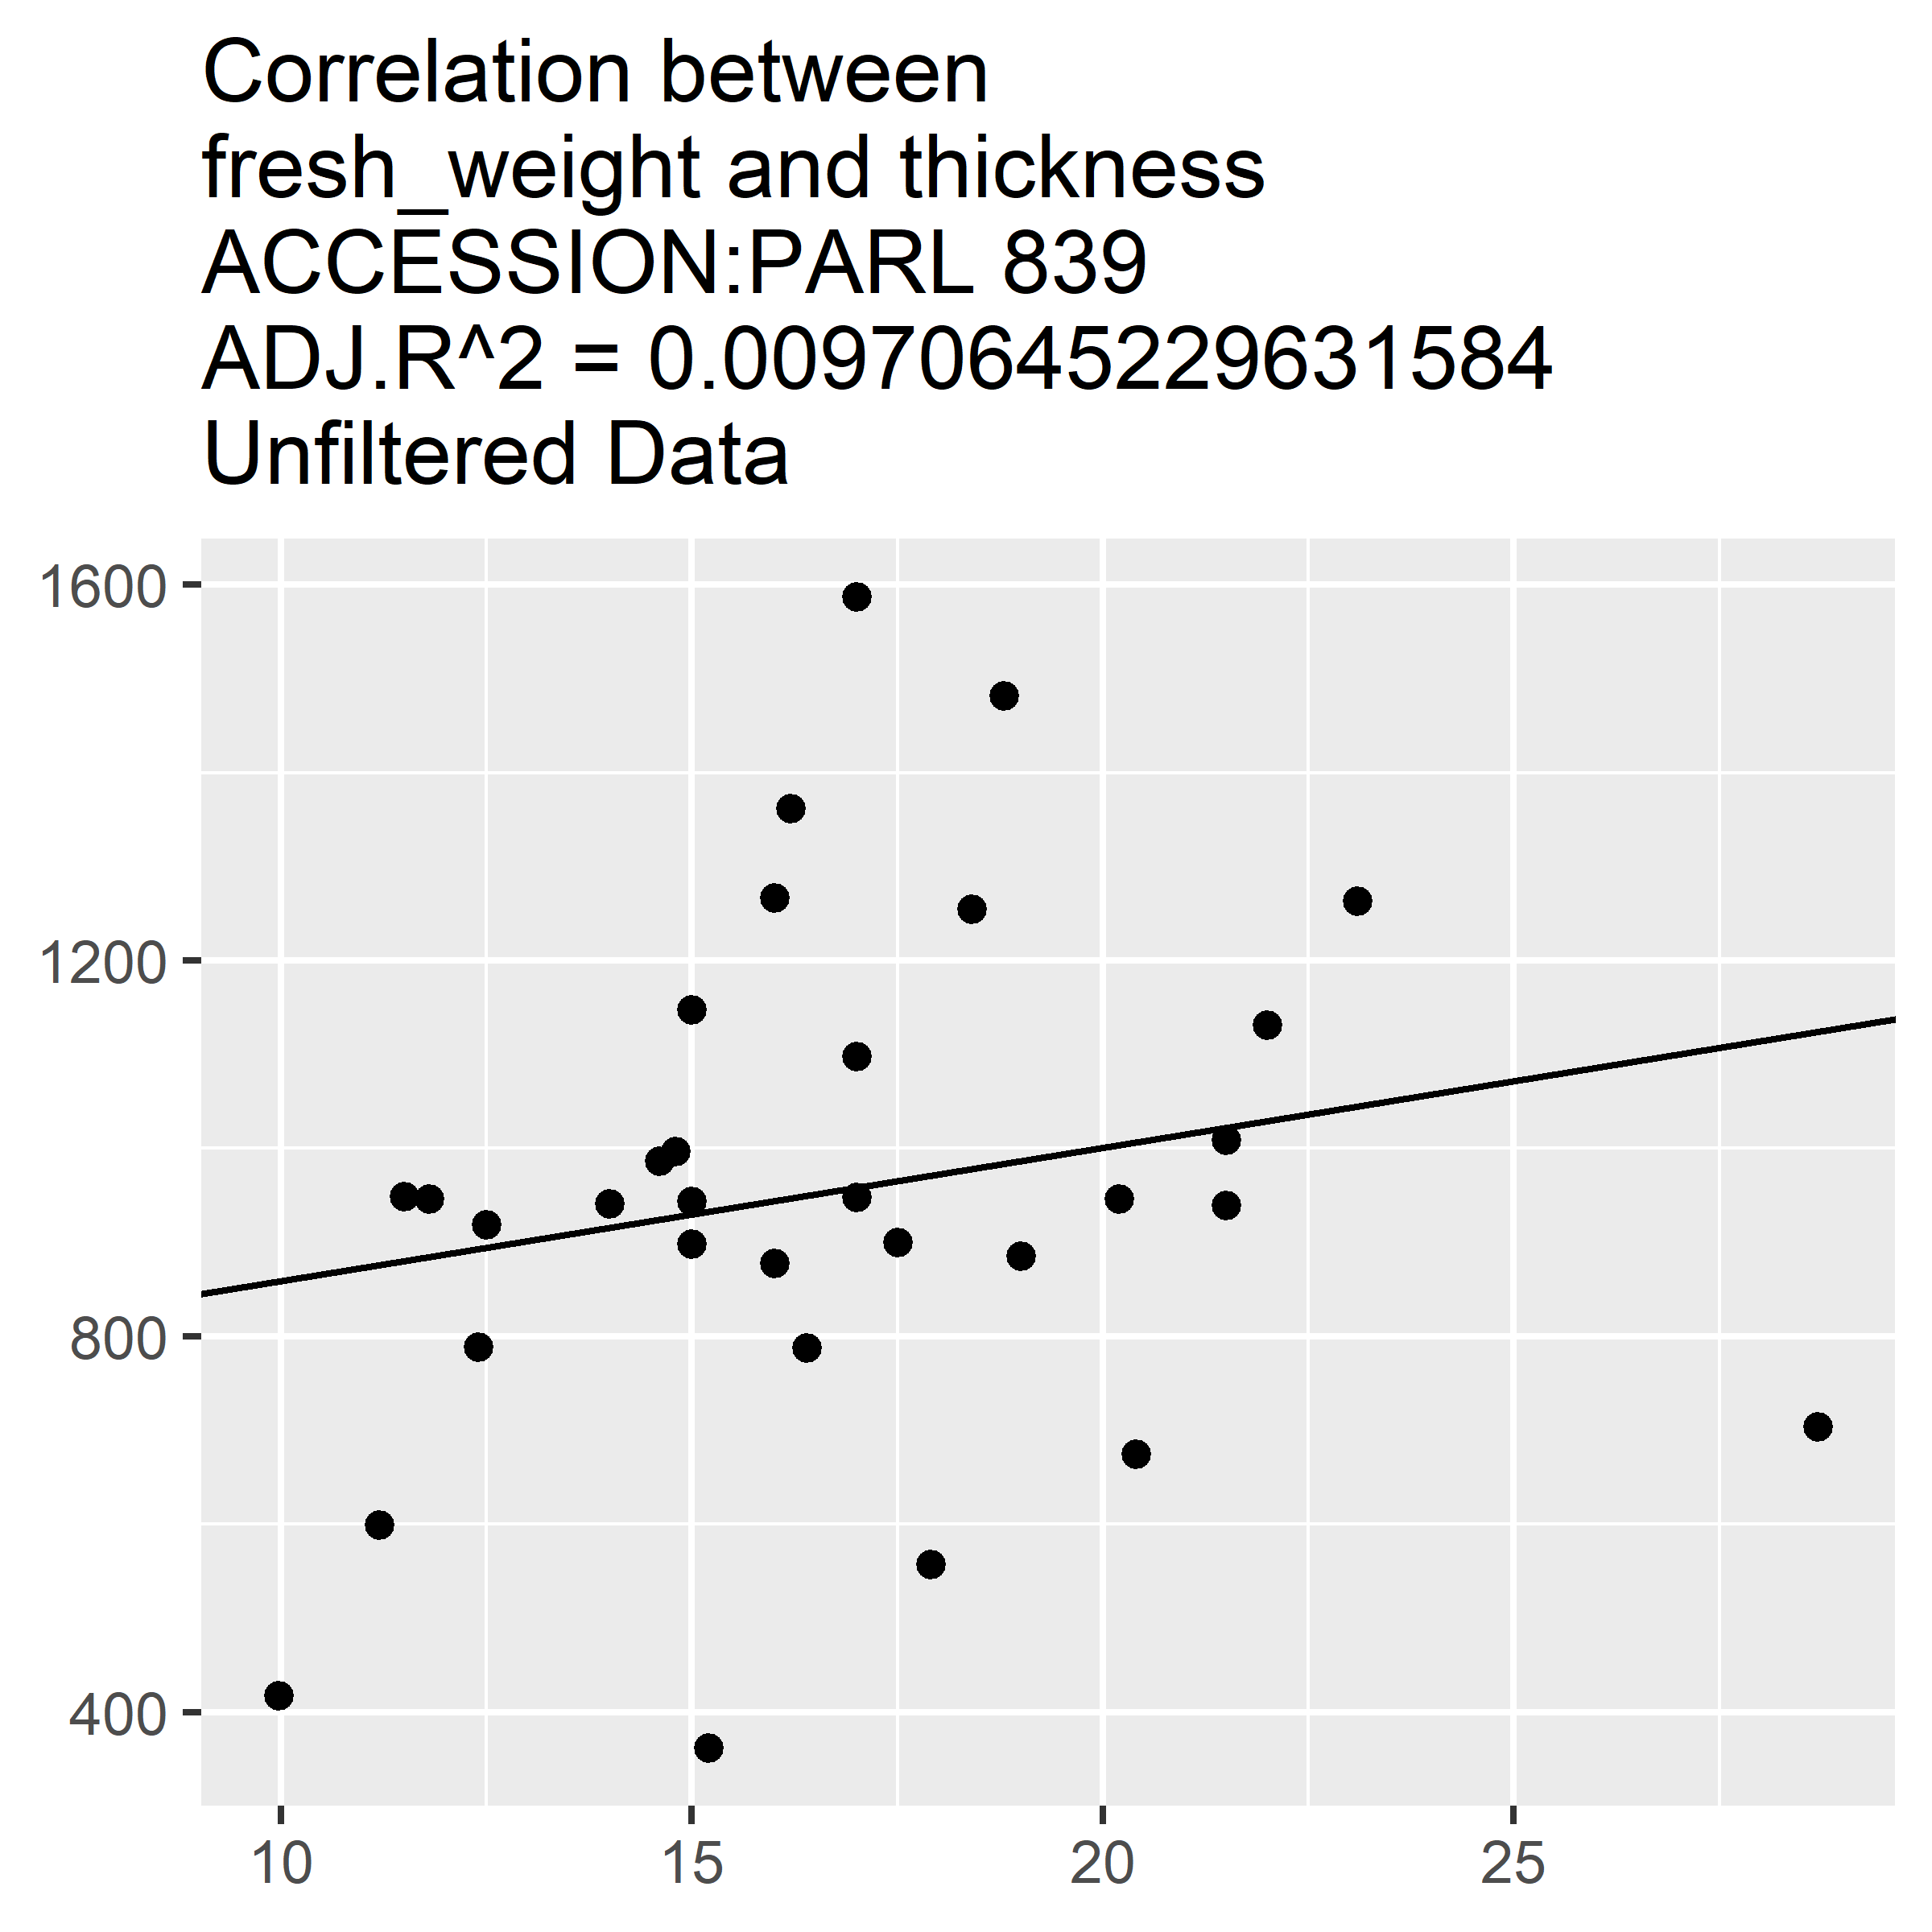 Correlation between
fresh_weight and thickness
ACCESSION:PARL 839
ADJ.R^2 = 0.00970645229631584
Unfiltered Data
1600
1200
800
400
10 15 20 25